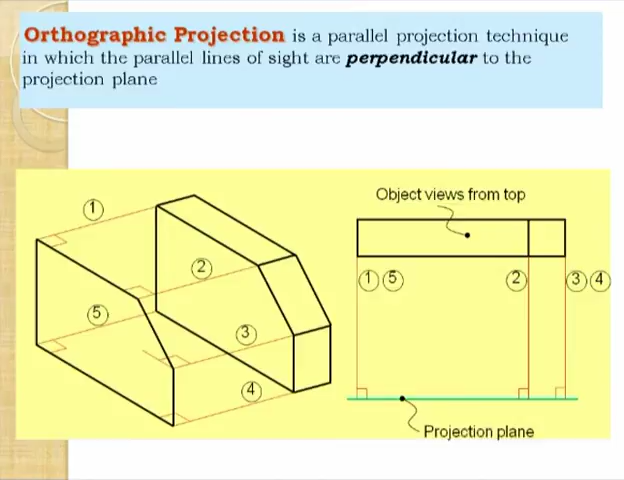 Orthographic Projection is a parallel projection technique
in which the parallel lines of sight are perpendicular to the
projection plane
Object views from top
1
2
5
3
4
1 5 2 3 4
Projection plane